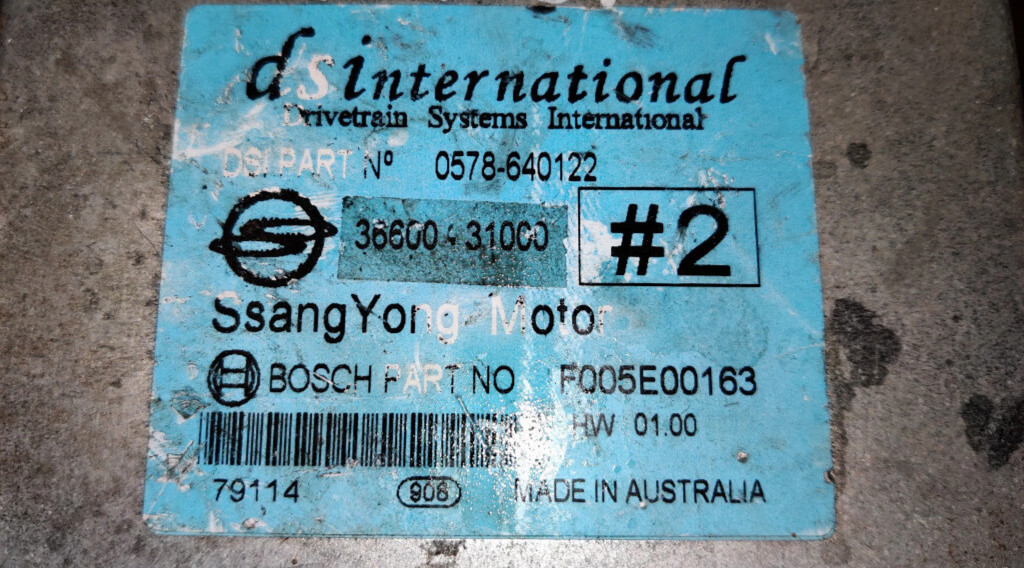 dsinternational
Drivetrain Systems International
DSI PART Nº 0578-640122
36600-31000 #2
SsangYong Motor
BOSCH PART NO F005E00163
HW 01.00
79114 908 MADE IN AUSTRALIA